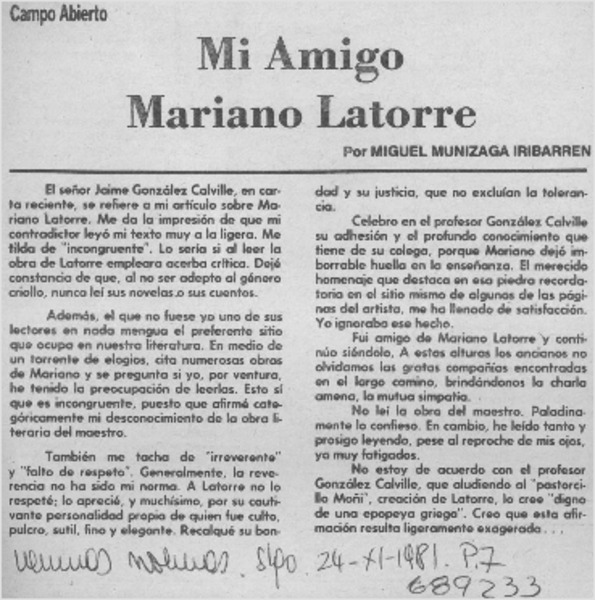 Campo Abierto
Mi Amigo
Mariano Latorre
Por MIGUEL MUNIZAGA IRIBARREN
El señor Jaime González Calville, en car-
ta reciente, se refiere a mi artículo sobre Ma-
riano Latorre. Me da la impresión de que mi
contradictor leyó mi texto muy a la ligera. Me
tilda de "incongruente". Lo sería si al leer la
obra de Latorre empleara acerba crítica. Dejé
constancia de que, al no ser adepto al género
criollo, nunca leí sus novelas o sus cuentos.
Además, el que no fuese yo uno de sus
lectores en nada mengua el preferente sitio
que ocupa en nuestra literatura. En medio de
un torrente de elogios, cita numerosas obras
de Mariano y se pregunta si yo, por ventura,
he tenido la preocupación de leerlas. Esto sí
que es incongruente, puesto que afirmé cate-
góricamente mi desconocimiento de la obra li-
teraria del maestro.
También me tacha de "irreverente"
y "falto de respeto". Generalmente, la reve-
rencia no ha sido mi norma. A Latorre no lo
respeté; lo aprecié, y muchísimo, por su cauti-
vante personalidad propia de quien fue culto,
pulcro, sutil, fino y elegante. Recalqué su bon-
dad y su justicia, que no excluían la toleran-
cia.
Celebro en el profesor González Calville
su adhesión y el profundo conocimiento que
tiene de su colega, porque Mariano dejó im-
borrable huella en la enseñanza. El merecido
homenaje que destaca en esa piedra recorda-
toria en el sitio mismo de algunas de las pági-
nas del artista, me ha llenado de satisfacción.
Yo ignoraba ese hecho.
Fui amigo de Mariano Latorre y conti-
núo siéndolo, A estas alturas los ancianos no
olvidamos las gratas compañías encontradas
en el largo camino, brindándonos la charla
amena, la mutua simpatía.
No leí la obra del maestro. Paladina-
mente lo confieso. En cambio, he leído tanto y
prosigo leyendo, pese al reproche de mis ojos,
ya muy fatigados.
No estoy de acuerdo con el profesor
González Calville, que aludiendo al "pastorci-
llo Moñi", creación de Latorre, lo cree "digno
de una epopeya griega". Creo que esta afir-
mación resulta ligeramente exagerada . . .
24-XI-1981. P.7
689233